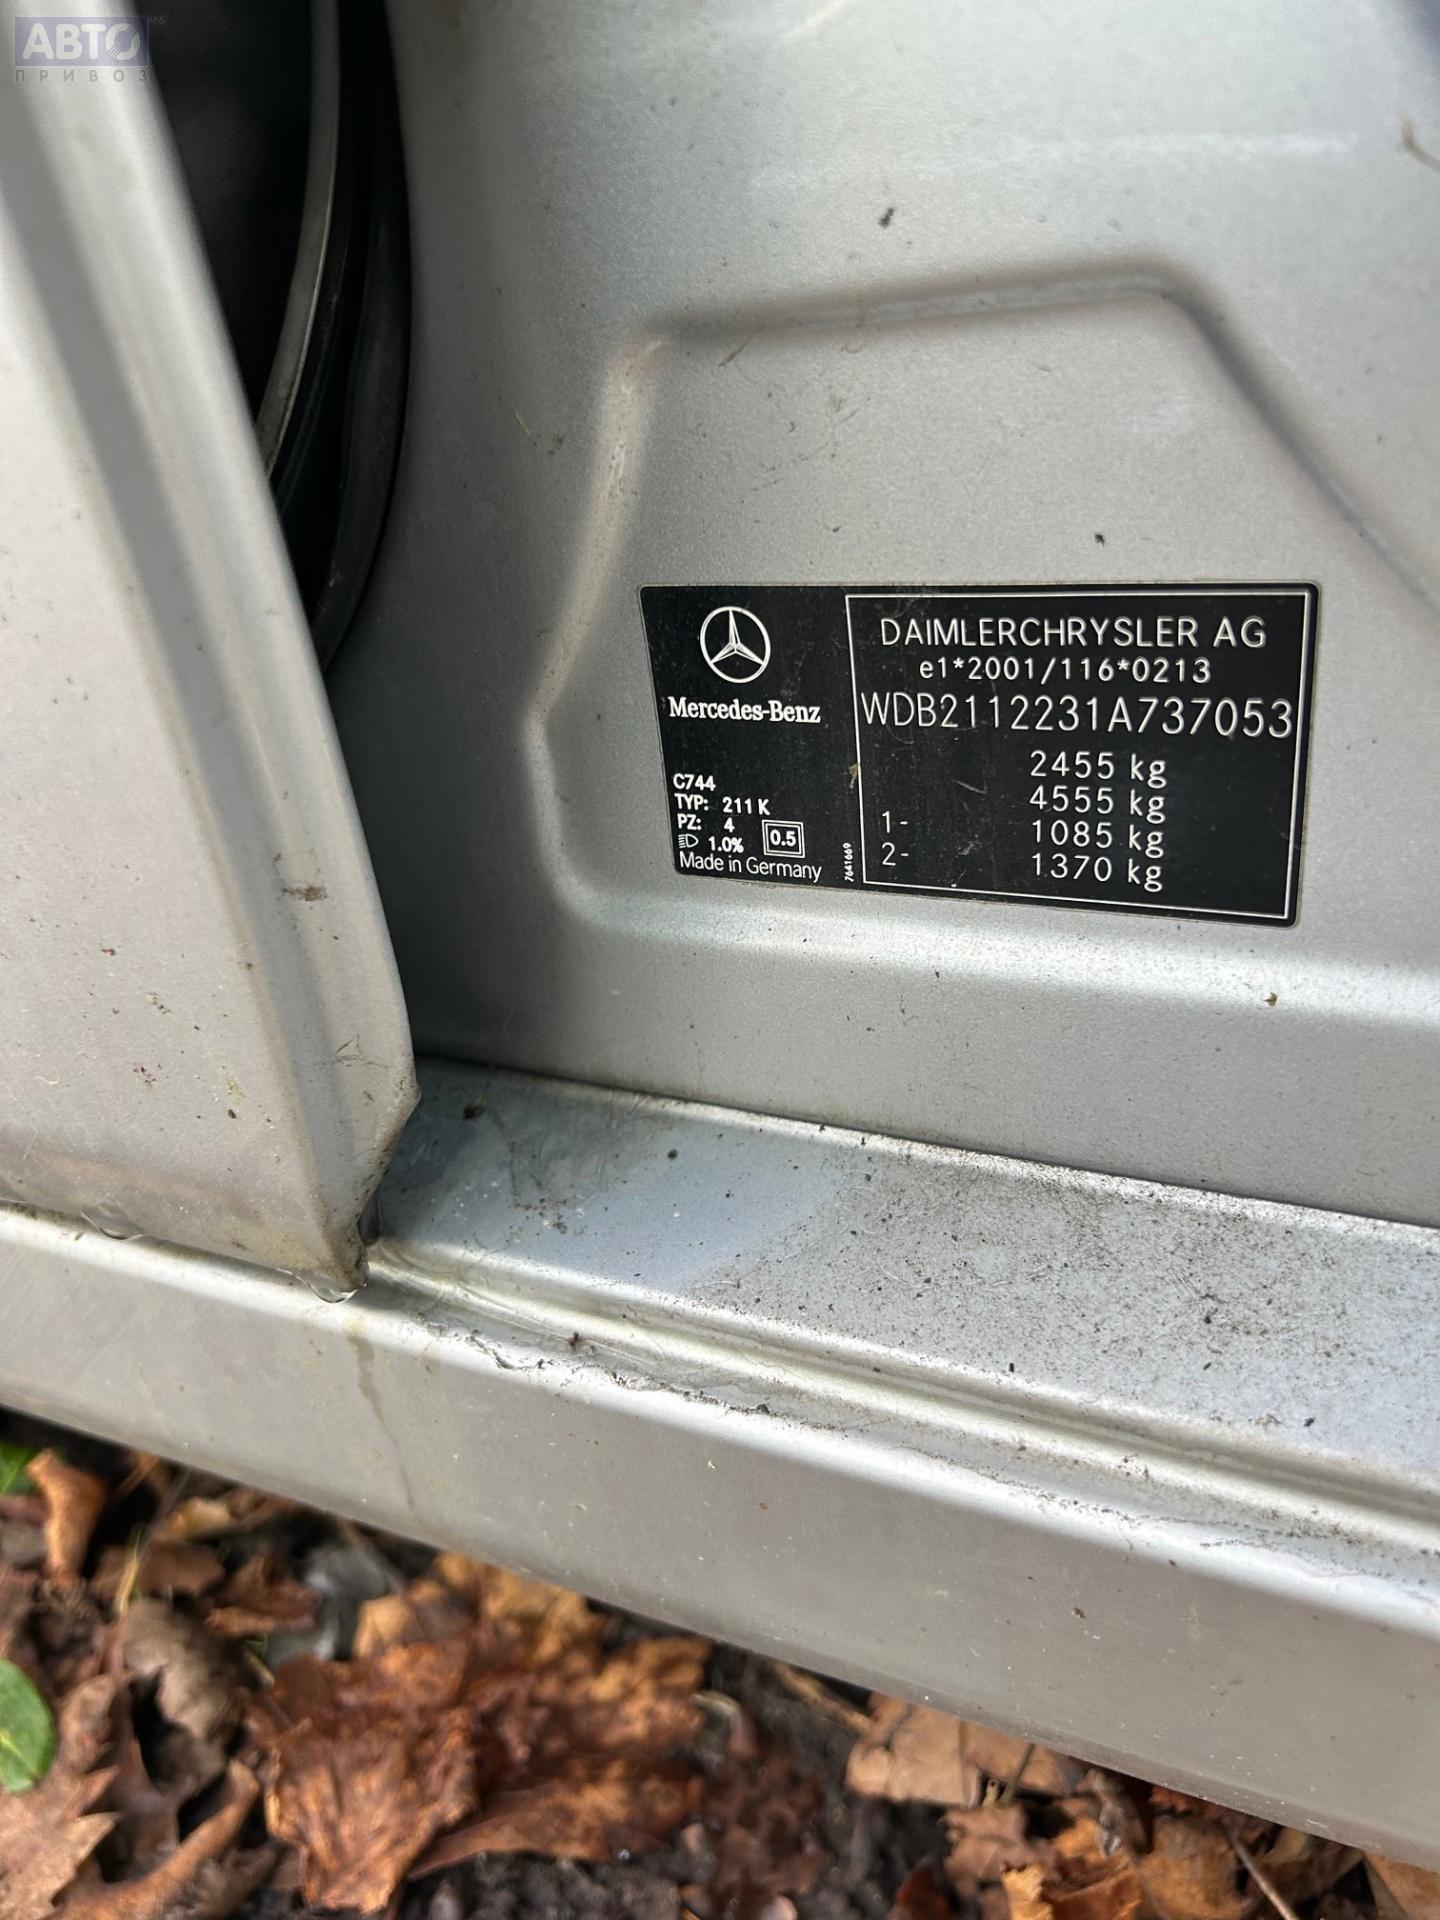 АВТО
ПРИВОЗ
Mercedes-Benz
C744
TYP: 211 K
PZ: 4
1.0% 0.5
Made in Germany
7641669
DAIMLERCHRYSLER AG
e1*2001/116*0213
WDB2112231A737053
2455 kg
4555 kg
1- 1085 kg
2- 1370 kg